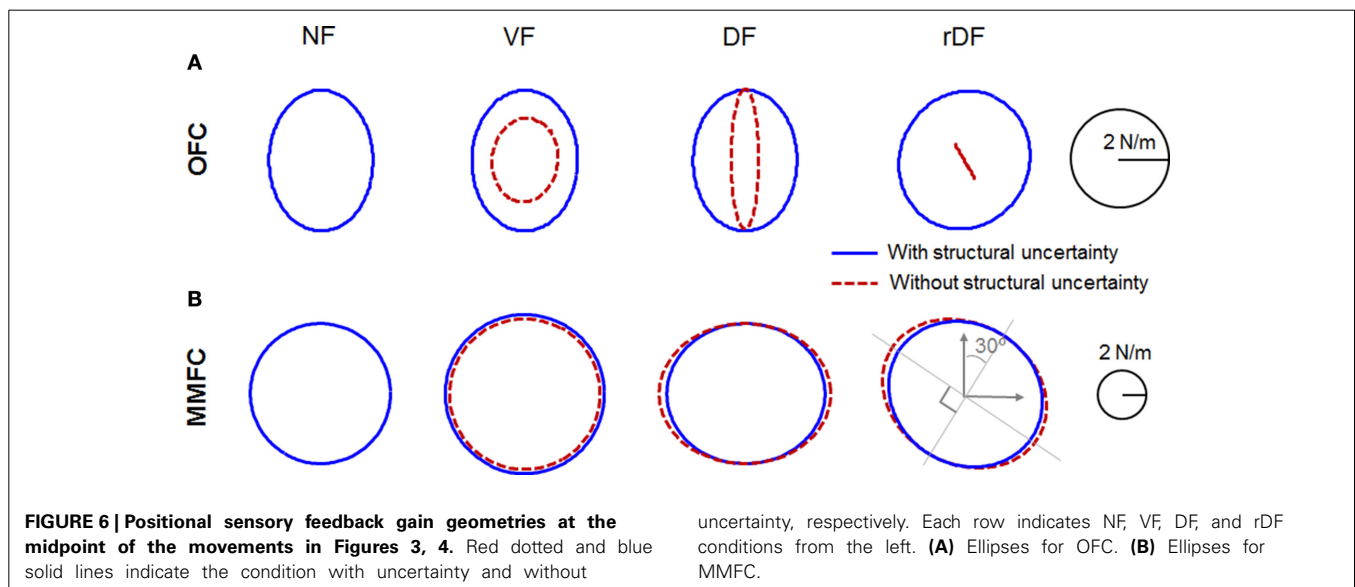 NF VF DF rDF
A
OFC
2 N/m
With structural uncertainty
Without structural uncertainty
B
MMFC
30º
2 N/m
FIGURE 6 | Positional sensory feedback gain geometries at the
midpoint of the movements in Figures 3, 4. Red dotted and blue
solid lines indicate the condition with uncertainty and without
uncertainty, respectively. Each row indicates NF, VF, DF, and rDF
conditions from the left. (A) Ellipses for OFC. (B) Ellipses for
MMFC.